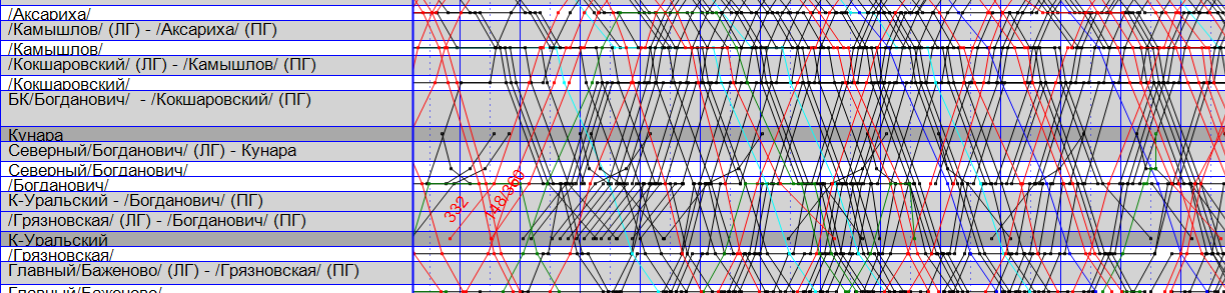 /Аксариха/
/Камышлов/ (ЛГ) - /Аксариха/ (ПГ)
/Камышлов/
/Кокшаровский/ (ЛГ) - /Камышлов/ (ПГ)
/Кокшаровский/
БК/Богданович/ - /Кокшаровский/ (ПГ)
Кунара
Северный/Богданович/ (ЛГ) - Кунара
Северный/Богданович/
/Богданович/
К-Уральский - /Богданович/ (ПГ)
/Грязновская/ (ЛГ) - /Богданович/ (ПГ)
К-Уральский
/Грязновская/
Главный/Баженово/ (ЛГ) - /Грязновская/ (ПГ)
Главный/Баженово/
332